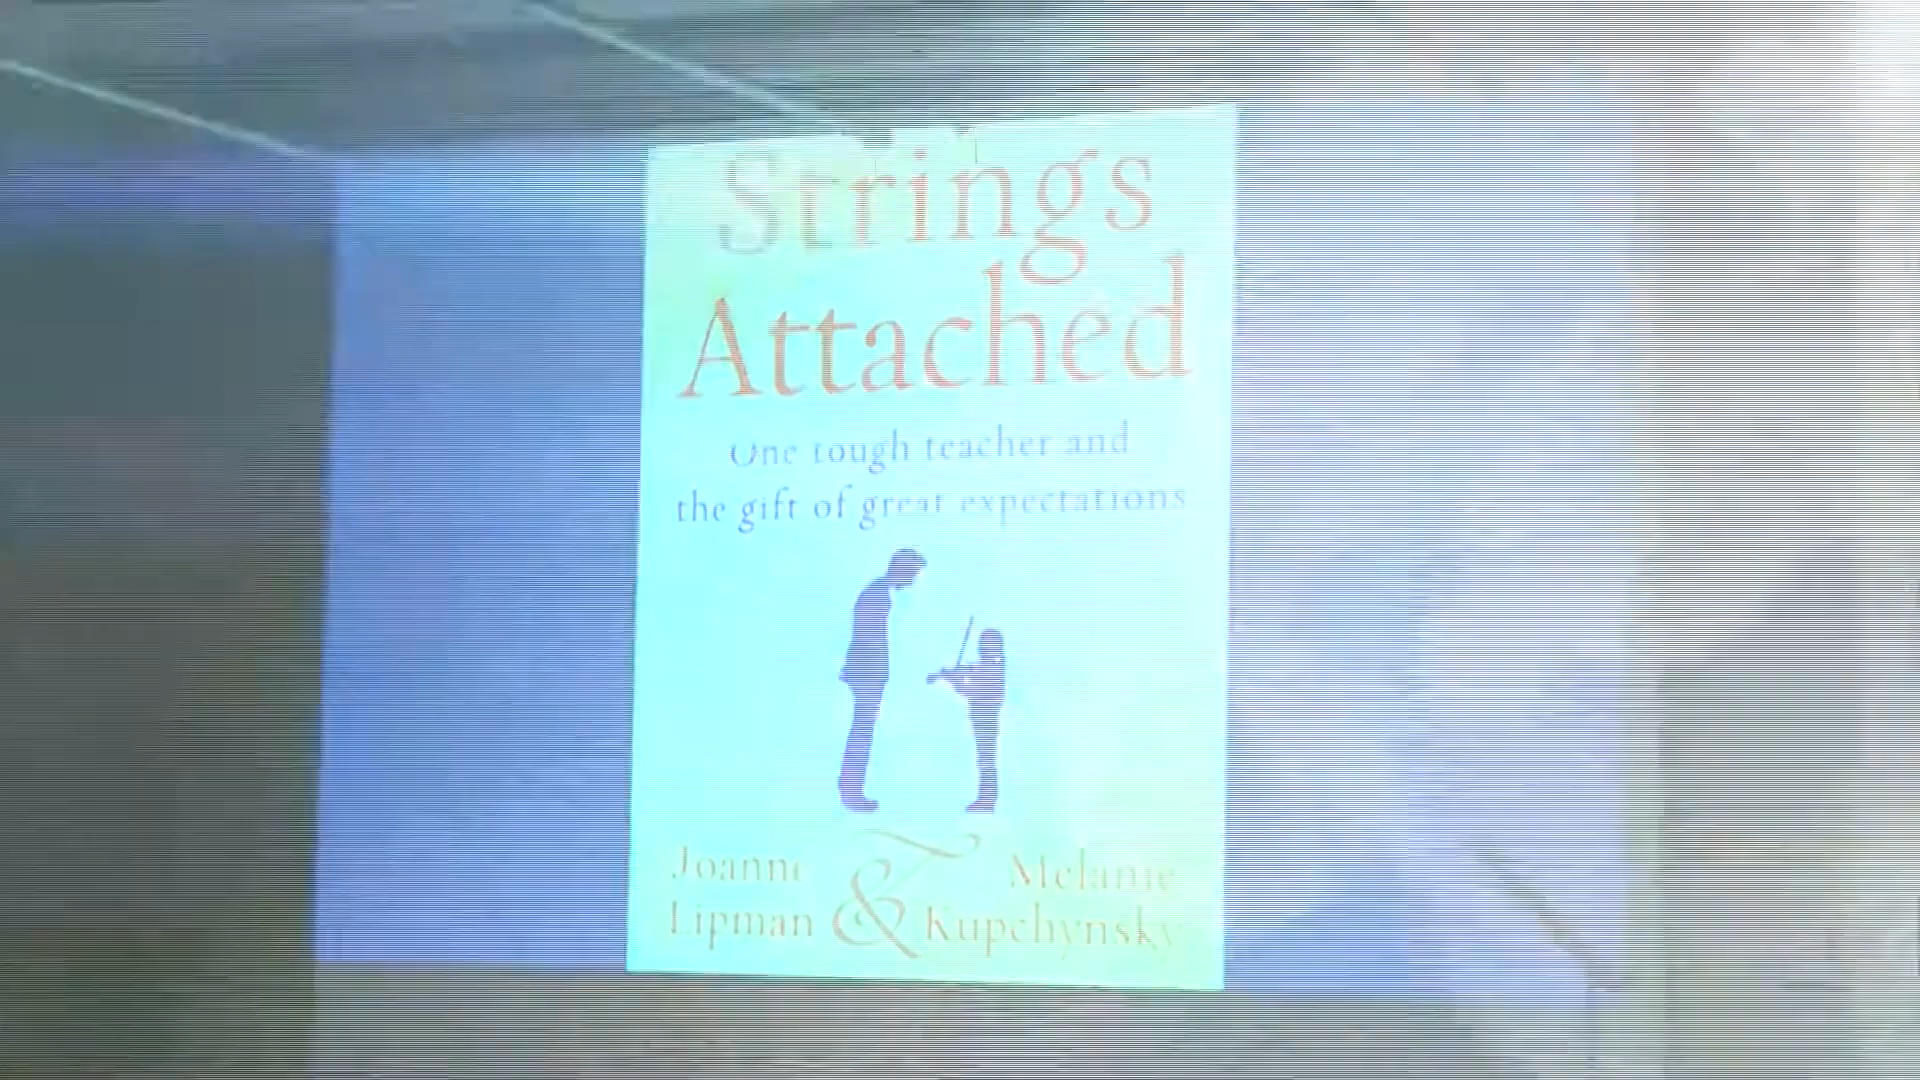 Strings
Attached
One tough teacher and
the gift of great expectations
Joanne
Lipman
&
Melanie
Kupchynsky